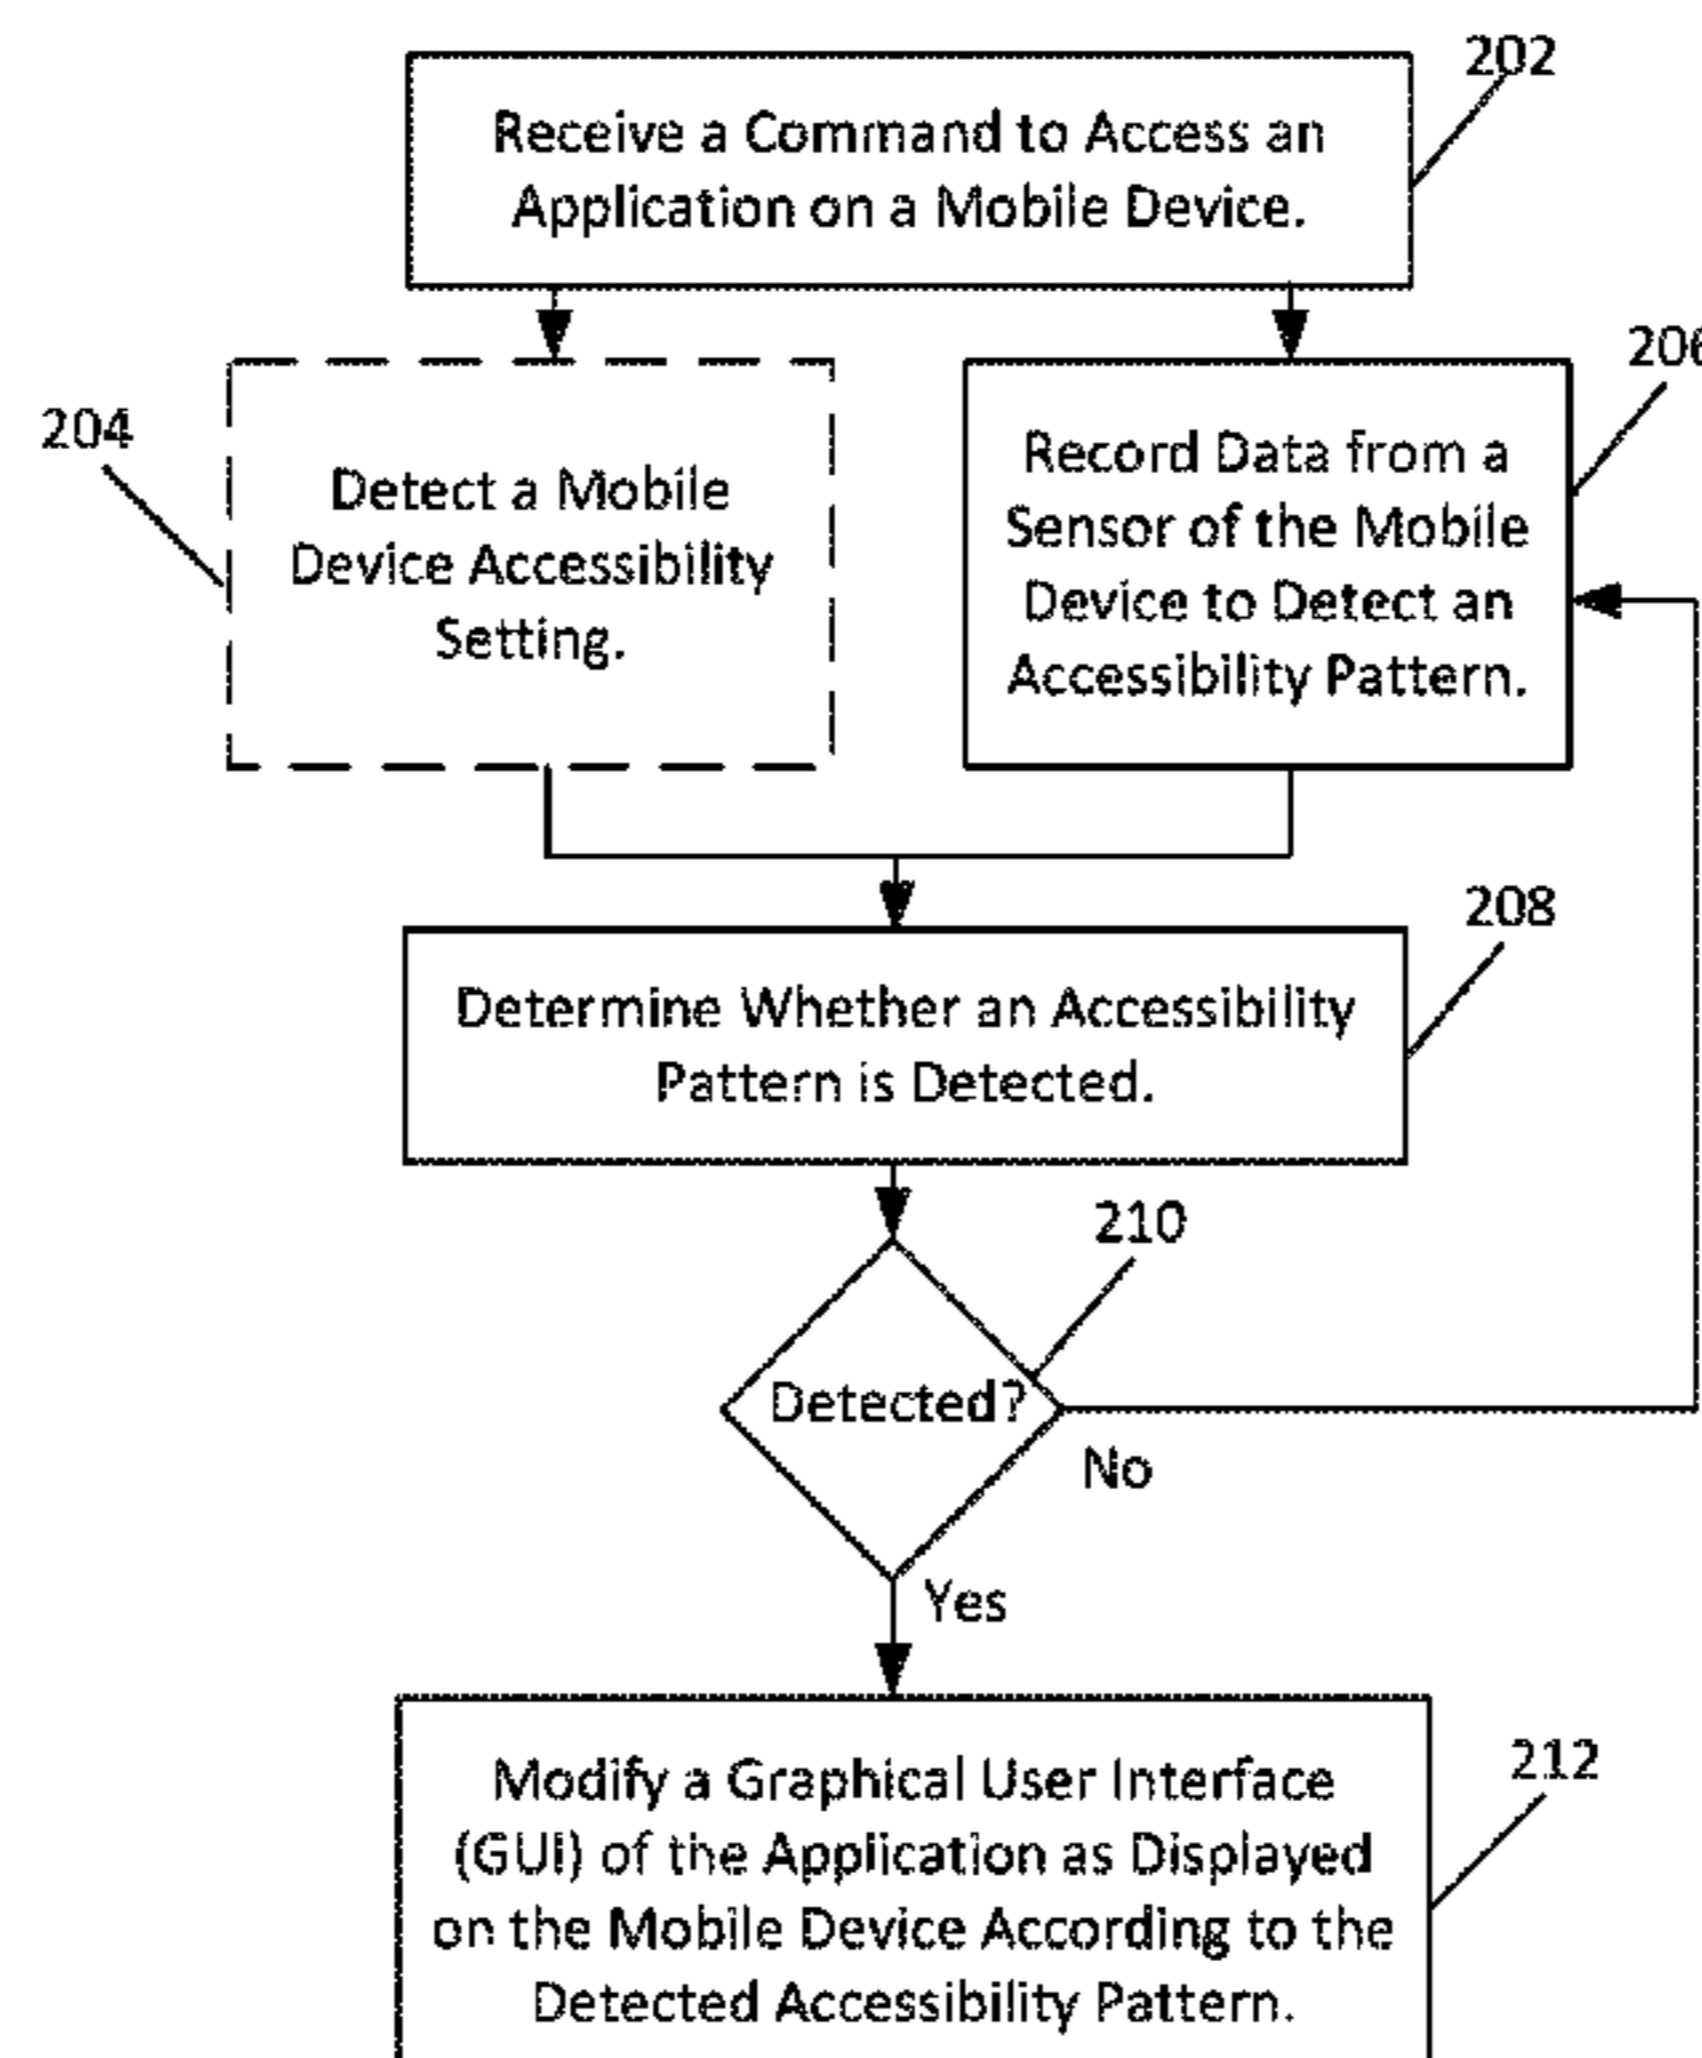 202
Receive a Command to Access an
Application on a Mobile Device.
204
Detect a Mobile
Device Accessibility
Setting.
206
Record Data from a
Sensor of the Mobile
Device to Detect an
Accessibility Pattern.
208
Determine Whether an Accessibility
Pattern is Detected.
210
Detected?
No
Yes
212
Modify a Graphical User Interface
(GUI) of the Application as Displayed
on the Mobile Device According to the
Detected Accessibility Pattern.